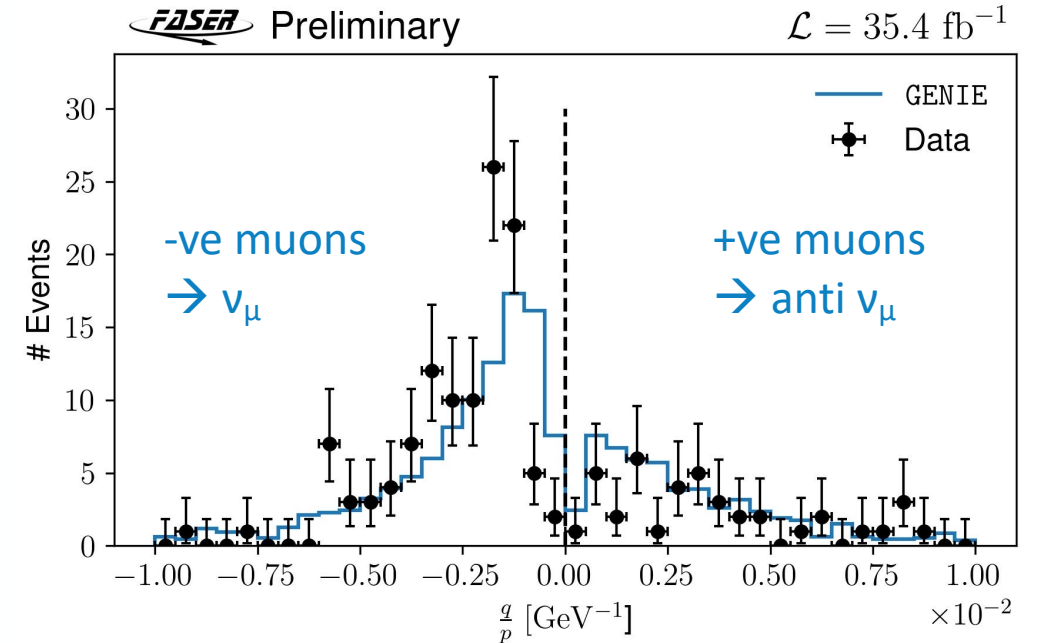 FASER Preliminary
ℒ = 35.4 fb⁻¹
GENIE
Data
-ve muons
→ νμ
+ve muons
→ anti νμ
# Events
30
25
20
15
10
5
0
−1.00 −0.75 −0.50 −0.25 0.00 0.25 0.50 0.75 1.00
q/p [GeV⁻¹]
×10⁻²